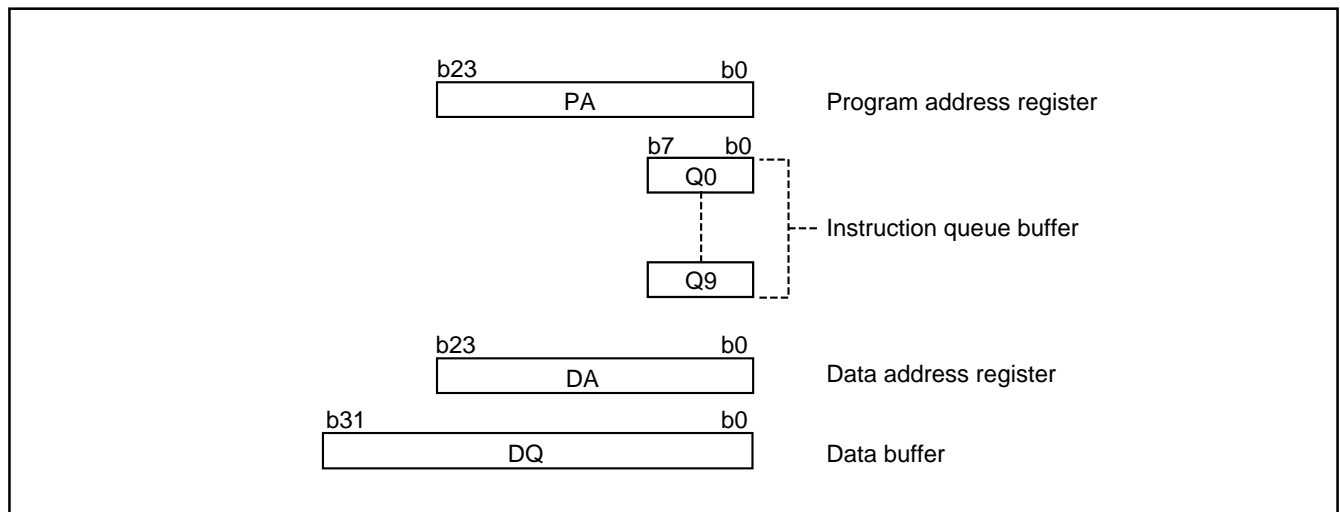 b23 b0
PA Program address register
b7 b0
Q0
Instruction queue buffer
Q9
b23 b0
DA Data address register
b31 b0
DQ Data buffer